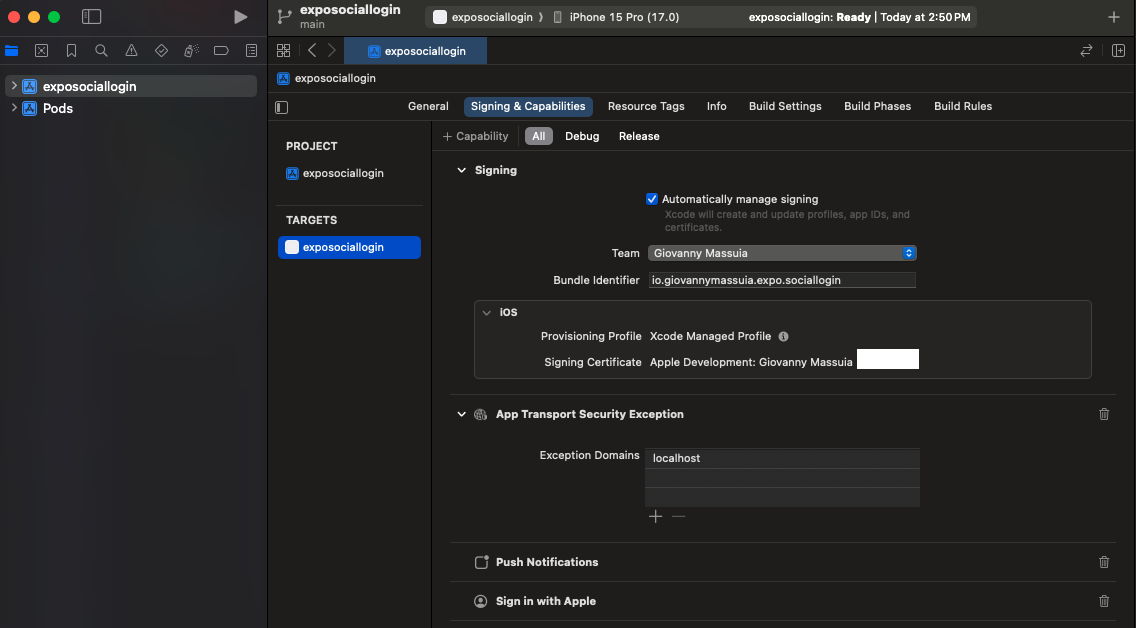 exposociallogin
main
exposociallogin ⟩ iPhone 15 Pro (17.0)
exposociallogin: Ready | Today at 2:50 PM
exposociallogin
exposociallogin
Pods
exposociallogin
General Signing & Capabilities Resource Tags Info Build Settings Build Phases Build Rules
PROJECT
exposociallogin
TARGETS
exposociallogin
+ Capability All Debug Release
Signing
Automatically manage signing
Xcode will create and update profiles, app IDs, and
certificates.
Team Giovanny Massuia
Bundle Identifier io.giovannymassuia.expo.sociallogin
iOS
Provisioning Profile Xcode Managed Profile
Signing Certificate Apple Development: Giovanny Massuia
App Transport Security Exception
Exception Domains localhost
Push Notifications
Sign in with Apple